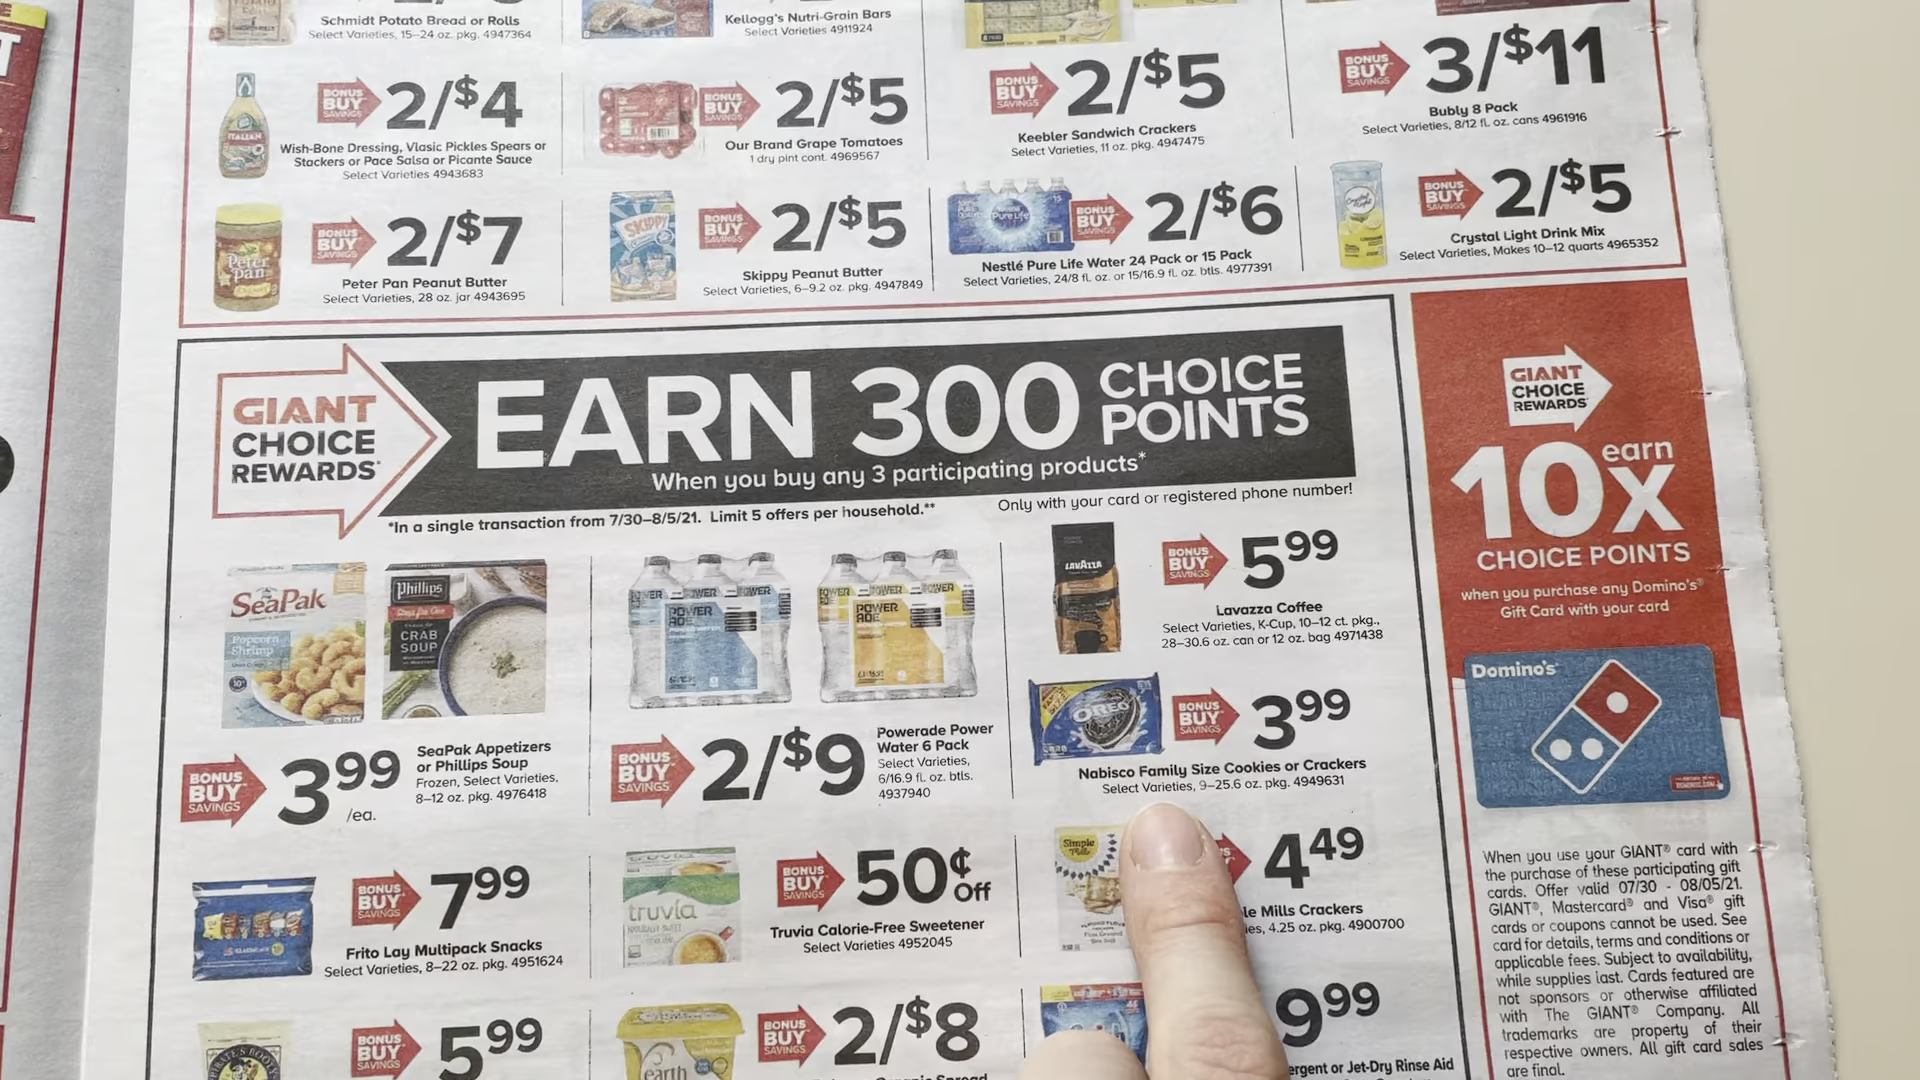 Schmidt Potato Bread or Rolls
Select Varieties, 15–24 oz. pkg. 4947364
Kellogg's Nutri-Grain Bars
Select Varieties 4911924
BONUS
BUY
SAVINGS
2/$4
Wish-Bone Dressing, Vlasic Pickles Spears or
Stackers or Pace Salsa or Picante Sauce
Select Varieties 4943683
BONUS
BUY
SAVINGS
2/$5
Our Brand Grape Tomatoes
1 dry pint cont. 4969567
BONUS
BUY
SAVINGS
2/$5
Keebler Sandwich Crackers
Select Varieties, 11 oz. pkg. 4947475
BONUS
BUY
SAVINGS
3/$11
Bubly 8 Pack
Select Varieties, 8/12 fl. oz. cans 4961916
ITALIAN
Peter
Pan
BONUS
BUY
SAVINGS
2/$7
Peter Pan Peanut Butter
Select Varieties, 28 oz. jar 4943695
SKIPPY
BONUS
BUY
SAVINGS
2/$5
Skippy Peanut Butter
Select Varieties, 6–9.2 oz. pkg. 4947849
Pure Life
BONUS
BUY
SAVINGS
2/$6
Nestlé Pure Life Water 24 Pack or 15 Pack
Select Varieties, 24/8 fl. oz. or 15/16.9 fl. oz. btls. 4977391
Crystal
Light
BONUS
BUY
SAVINGS
2/$5
Crystal Light Drink Mix
Select Varieties, Makes 10–12 quarts 4965352
GIANT
CHOICE
REWARDS
EARN 300 CHOICE
POINTS
When you buy any 3 participating products*
*In a single transaction from 7/30–8/5/21. Limit 5 offers per household.**
Only with your card or registered phone number!
SeaPak
Popcorn
Shrimp
Phillips
CRAB
SOUP
BONUS
BUY
SAVINGS
3 99
/ea.
SeaPak Appetizers
or Phillips Soup
Frozen, Select Varieties,
8–12 oz. pkg. 4976418
POWER
ADE
POWER
ADE
BONUS
BUY
SAVINGS
2/$9
Powerade Power
Water 6 Pack
Select Varieties,
6/16.9 fl. oz. btls.
4937940
LAVAZZA
BONUS
BUY
SAVINGS
5 99
Lavazza Coffee
Select Varieties, K-Cup, 10–12 ct. pkg.,
28–30.6 oz. can or 12 oz. bag 4971438
OREO
BONUS
BUY
SAVINGS
3 99
Nabisco Family Size Cookies or Crackers
Select Varieties, 9–25.6 oz. pkg. 4949631
BONUS
BUY
SAVINGS
7 99
Frito Lay Multipack Snacks
Select Varieties, 8–22 oz. pkg. 4951624
truvia
BONUS
BUY
SAVINGS
50¢
Off
Truvia Calorie-Free Sweetener
Select Varieties 4952045
Simple
Mills
4 49
le Mills Crackers
ies, 4.25 oz. pkg. 4900700
BONUS
BUY
SAVINGS
5 99
earth
BONUS
BUY
SAVINGS
2/$8
Organic Spread
9 99
ergent or Jet-Dry Rinse Aid
GIANT
CHOICE
REWARDS
earn
10x
CHOICE POINTS
when you purchase any Domino's®
Gift Card with your card
Domino's
When you use your GIANT® card with
the purchase of these participating gift
cards. Offer valid 07/30 - 08/05/21.
GIANT®, Mastercard® and Visa® gift
cards or coupons cannot be used. See
card for details, terms and conditions or
applicable fees. Subject to availability,
while supplies last. Cards featured are
not sponsors or otherwise affiliated
with The GIANT® Company. All
trademarks are property of their
respective owners. All gift card sales
are final.